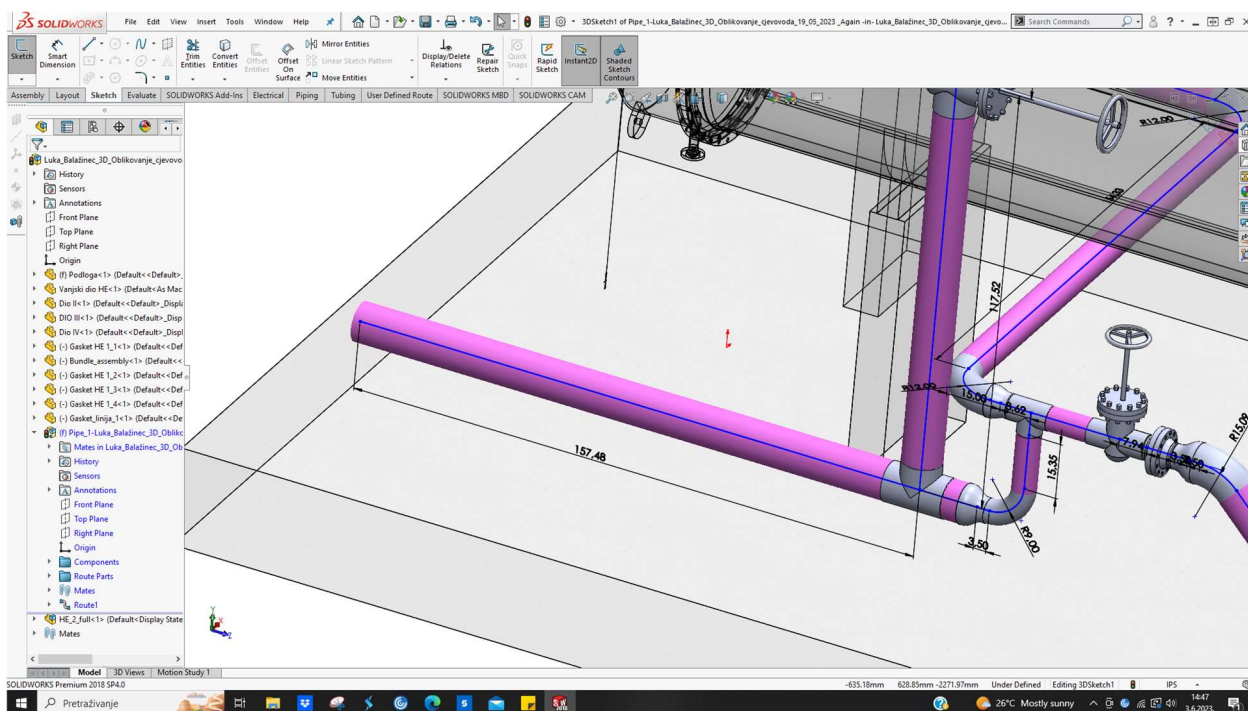 SOLIDWORKS File Edit View Insert Tools Window Help
3DSketch1 of Pipe_1-Luka_Balažinec_3D_Oblikovanje_cjevovoda_19_05_2023 _Again -in- Luka_Balažinec_3D_Oblikovanje_cjevo...
Search Commands
Sketch
Smart Dimension
Trim Entities
Convert Entities
Offset Entities
Offset On Surface
Mirror Entities
Linear Sketch Pattern
Move Entities
Display/Delete Relations
Repair Sketch
Quick Snaps
Rapid Sketch
Instant2D
Shaded Sketch Contours
Assembly Layout Sketch Evaluate SOLIDWORKS Add-Ins Electrical Piping Tubing User Defined Route SOLIDWORKS MBD SOLIDWORKS CAM
Luka_Balažinec_3D_Oblikovanje_cjevovo
History
Sensors
Annotations
Front Plane
Top Plane
Right Plane
Origin
(f) Podloga<1> (Default<<Default>_
Vanjski dio HE<1> (Default<As Mac
Dio II<1> (Default<<Default>_Displa
DIO III<1> (Default<<Default>_Disp
Dio IV<1> (Default<<Default>_Displ
(-) Gasket HE 1_1<1> (Default<<Def
(-) Bundle_assembly<1> (Default<<
(-) Gasket HE 1_2<1> (Default<<Def
(-) Gasket HE 1_3<1> (Default<<Def
(-) Gasket HE 1_4<1> (Default<<Def
(-) Gasket_linija_1<1> (Default<<De
(f) Pipe_1-Luka_Balažinec_3D_Oblikc
Mates in Luka_Balažinec_3D_Ob
History
Sensors
Annotations
Front Plane
Top Plane
Right Plane
Origin
Components
Route Parts
Mates
Route1
HE_2_full<1> (Default<Display State
Mates
R12.00
117.52
R12.00
15.00
R15.09
7.94
15.35
157.48
R9.00
3.50
Y
Z
Model 3D Views Motion Study 1
SOLIDWORKS Premium 2018 SP4.0
-635.18mm 628.85mm -2271.97mm Under Defined Editing 3DSketch1 IPS
Pretraživanje
26°C Mostly sunny
14:47
3.6.2023.